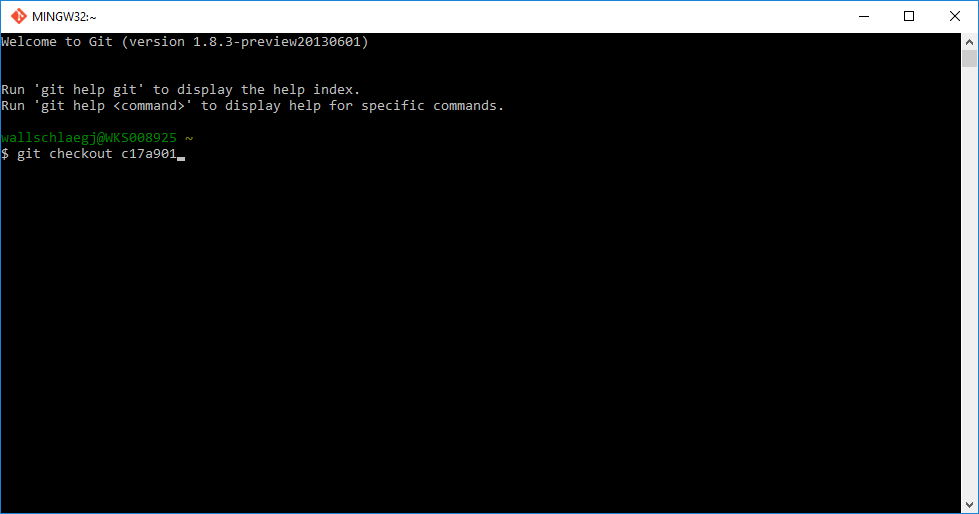 MINGW32:~
Welcome to Git (version 1.8.3-preview20130601)
Run 'git help git' to display the help index.
Run 'git help <command>' to display help for specific commands.
wallschlaegj@WKS008925 ~
$ git checkout c17a901